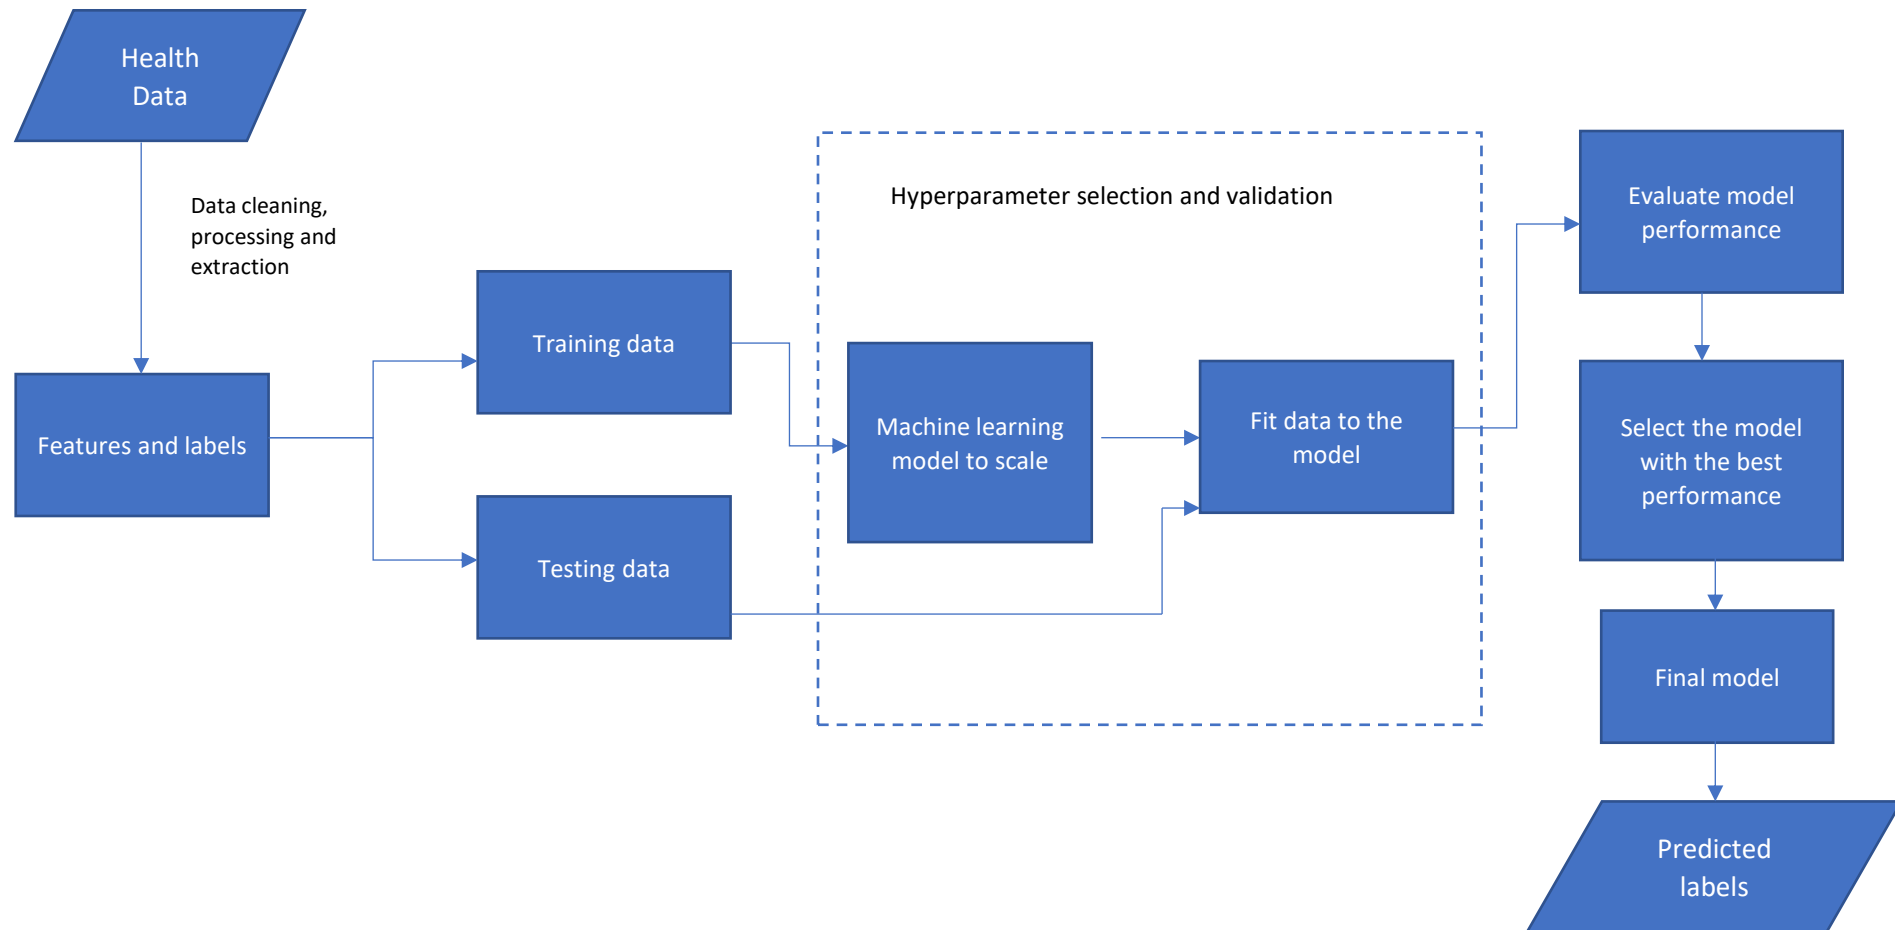 Health
Data
Data cleaning,
processing and
extraction
Features and labels
Training data
Testing data
Hyperparameter selection and validation
Machine learning
model to scale
Fit data to the
model
Evaluate model
performance
Select the model
with the best
performance
Final model
Predicted
labels